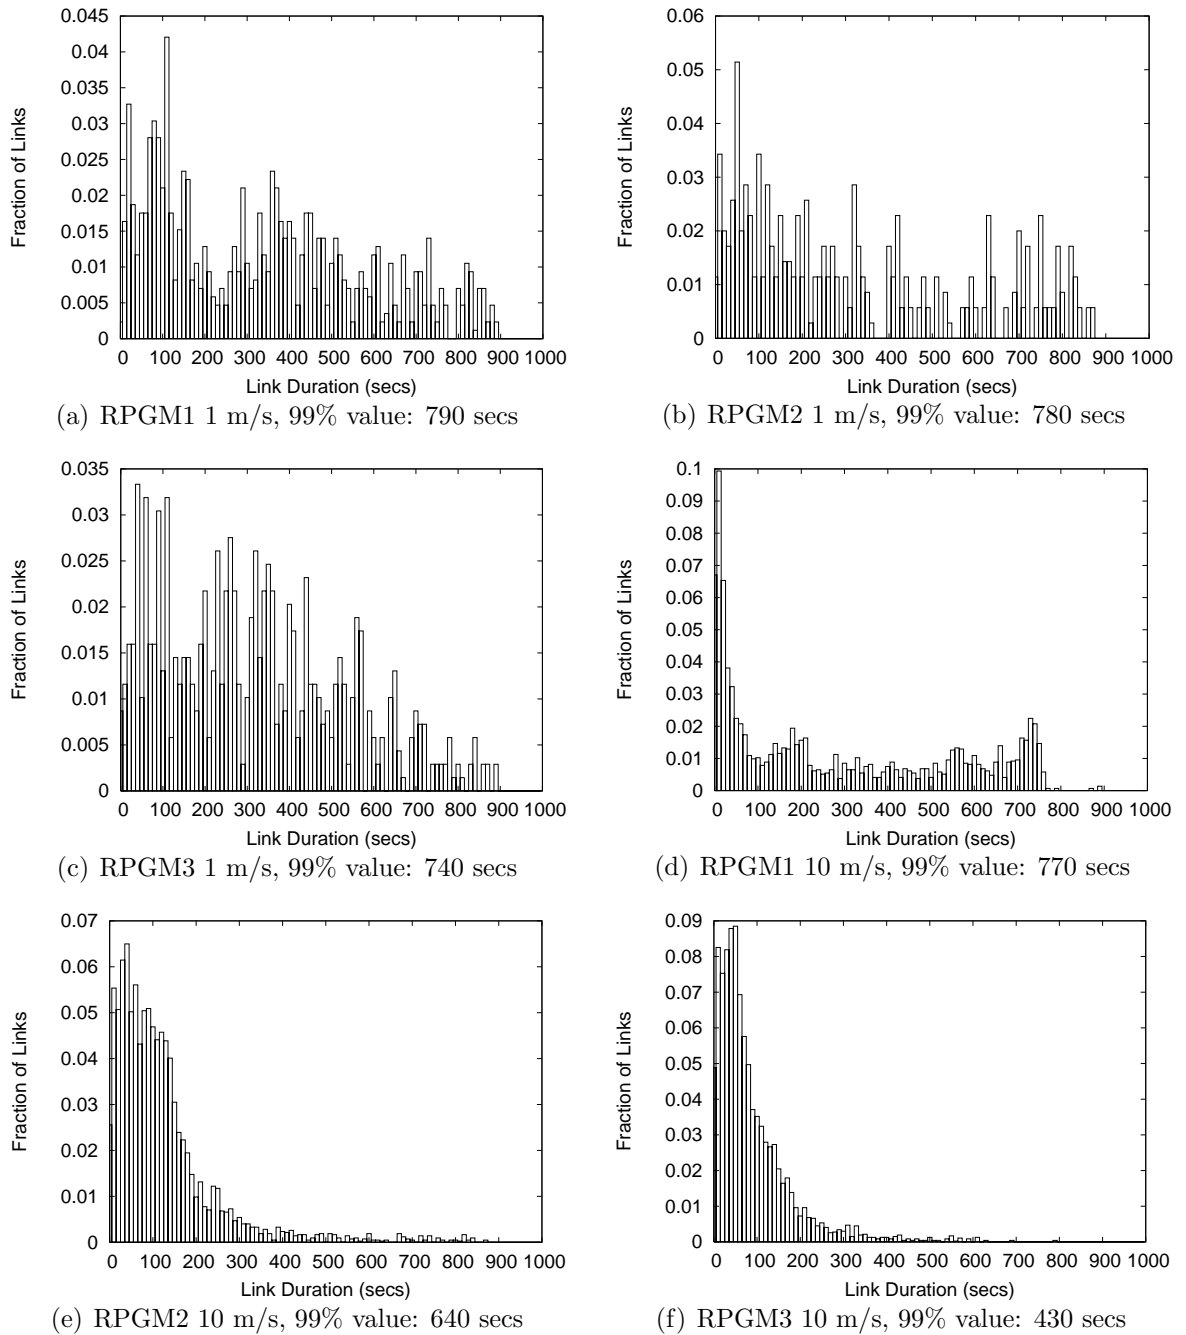 0.045
0.04
0.035
0.03
0.025
0.02
0.015
0.01
0.005
0
Fraction of Links
0 100 200 300 400 500 600 700 800 900 1000
Link Duration (secs)
(a) RPGM1 1 m/s, 99% value: 790 secs
0.06
0.05
0.04
0.03
0.02
0.01
0
Fraction of Links
0 100 200 300 400 500 600 700 800 900 1000
Link Duration (secs)
(b) RPGM2 1 m/s, 99% value: 780 secs
0.035
0.03
0.025
0.02
0.015
0.01
0.005
0
Fraction of Links
0 100 200 300 400 500 600 700 800 900 1000
Link Duration (secs)
(c) RPGM3 1 m/s, 99% value: 740 secs
0.1
0.09
0.08
0.07
0.06
0.05
0.04
0.03
0.02
0.01
0
Fraction of Links
0 100 200 300 400 500 600 700 800 900 1000
Link Duration (secs)
(d) RPGM1 10 m/s, 99% value: 770 secs
0.07
0.06
0.05
0.04
0.03
0.02
0.01
0
Fraction of Links
0 100 200 300 400 500 600 700 800 900 1000
Link Duration (secs)
(e) RPGM2 10 m/s, 99% value: 640 secs
0.09
0.08
0.07
0.06
0.05
0.04
0.03
0.02
0.01
0
Fraction of Links
0 100 200 300 400 500 600 700 800 900 1000
Link Duration (secs)
(f) RPGM3 10 m/s, 99% value: 430 secs